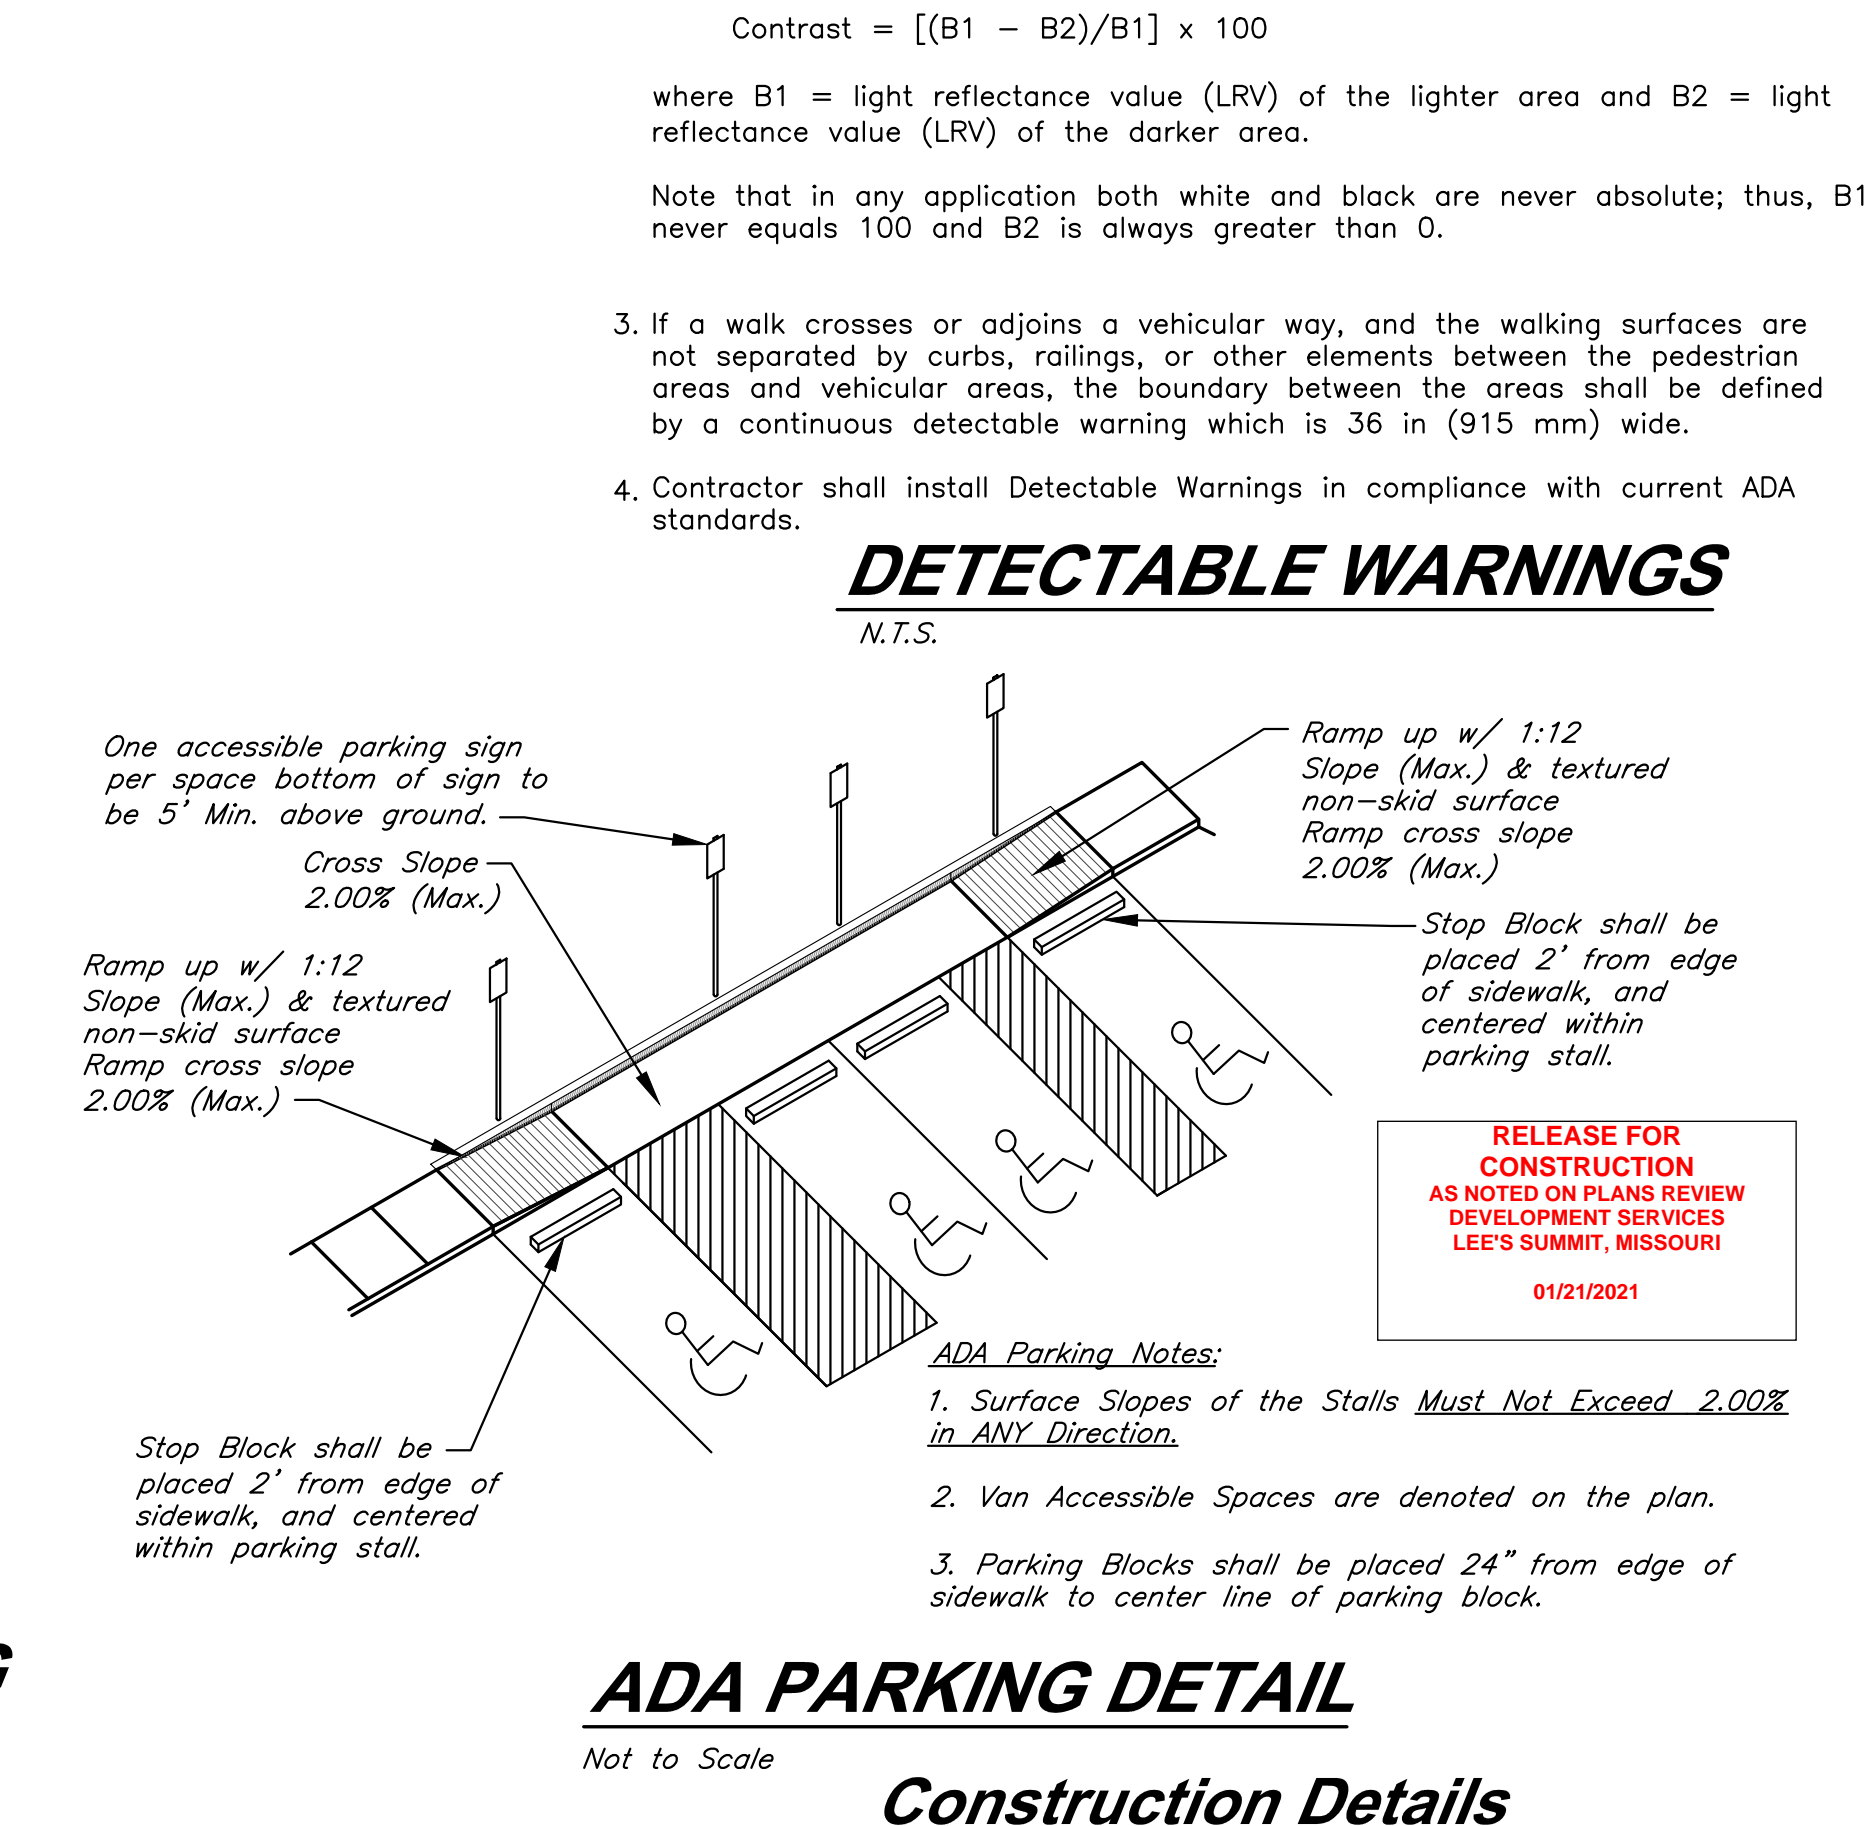 Contrast = [(B1 − B2)/B1] x 100
where B1 = light reflectance value (LRV) of the lighter area and B2 = light
reflectance value (LRV) of the darker area.
Note that in any application both white and black are never absolute; thus, B1
never equals 100 and B2 is always greater than 0.
3. If a walk crosses or adjoins a vehicular way, and the walking surfaces are
not separated by curbs, railings, or other elements between the pedestrian
areas and vehicular areas, the boundary between the areas shall be defined
by a continuous detectable warning which is 36 in (915 mm) wide.
4. Contractor shall install Detectable Warnings in compliance with current ADA
standards.
DETECTABLE WARNINGS
N.T.S.
One accessible parking sign
per space bottom of sign to
be 5' Min. above ground.
Cross Slope
2.00% (Max.)
Ramp up w/ 1:12
Slope (Max.) & textured
non-skid surface
Ramp cross slope
2.00% (Max.)
Ramp up w/ 1:12
Slope (Max.) & textured
non-skid surface
Ramp cross slope
2.00% (Max.)
Stop Block shall be
placed 2' from edge
of sidewalk, and
centered within
parking stall.
RELEASE FOR
CONSTRUCTION
AS NOTED ON PLANS REVIEW
DEVELOPMENT SERVICES
LEE'S SUMMIT, MISSOURI
01/21/2021
Stop Block shall be
placed 2' from edge of
sidewalk, and centered
within parking stall.
ADA Parking Notes:
1. Surface Slopes of the Stalls Must Not Exceed 2.00%
in ANY Direction.
2. Van Accessible Spaces are denoted on the plan.
3. Parking Blocks shall be placed 24" from edge of
sidewalk to center line of parking block.
ADA PARKING DETAIL
Not to Scale
Construction Details